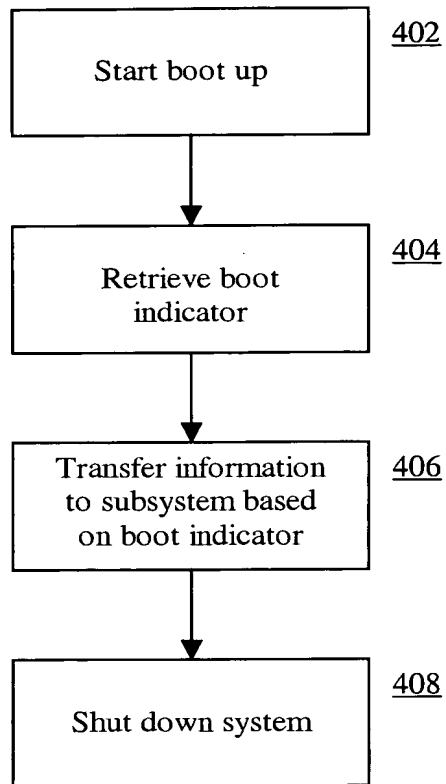 402
Start boot up
404
Retrieve boot
indicator
406
Transfer information
to subsystem based
on boot indicator
408
Shut down system